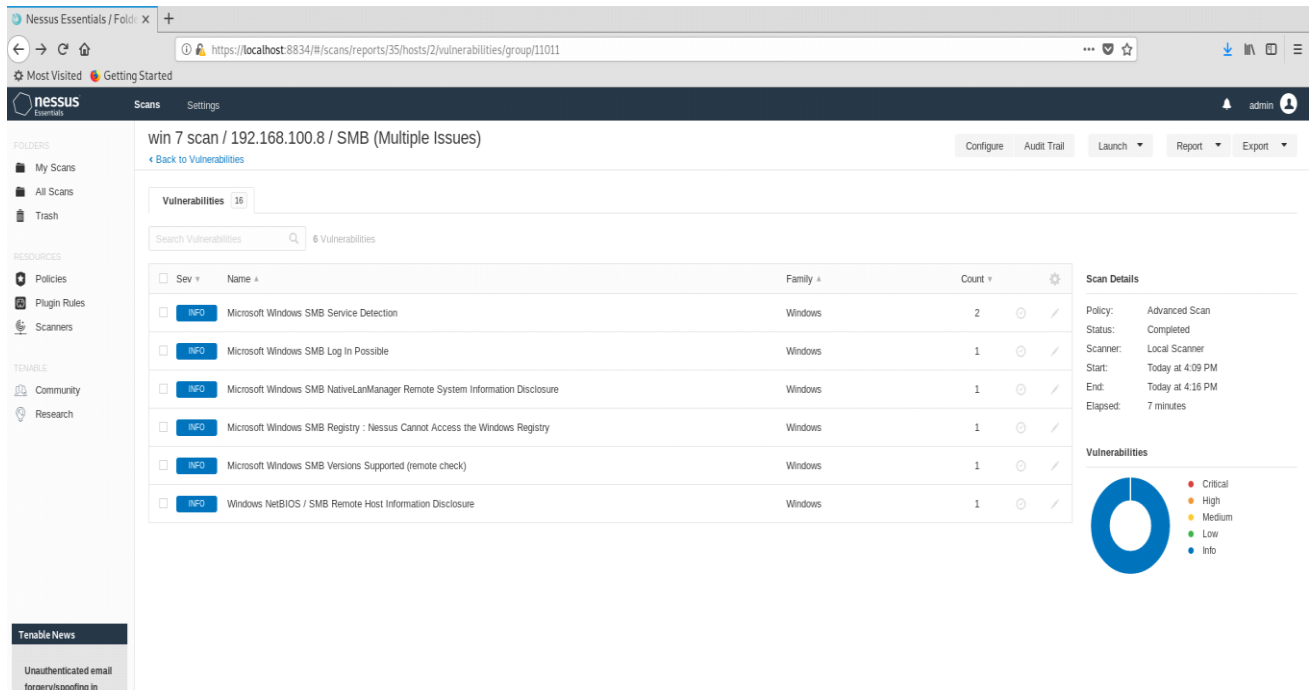 Nessus Essentials / Folde
https://localhost:8834/#/scans/reports/35/hosts/2/vulnerabilities/group/11011
Most Visited Getting Started
nessus Essentials
Scans Settings
admin
FOLDERS
My Scans
All Scans
Trash
RESOURCES
Policies
Plugin Rules
Scanners
TENABLE
Community
Research
Tenable News
Unauthenticated email
forgery/spoofing in
win 7 scan / 192.168.100.8 / SMB (Multiple Issues)
Back to Vulnerabilities
Configure Audit Trail Launch Report Export
Vulnerabilities 16
Search Vulnerabilities 6 Vulnerabilities
Sev Name Family Count
INFO Microsoft Windows SMB Service Detection Windows 2
INFO Microsoft Windows SMB Log In Possible Windows 1
INFO Microsoft Windows SMB NativeLanManager Remote System Information Disclosure Windows 1
INFO Microsoft Windows SMB Registry : Nessus Cannot Access the Windows Registry Windows 1
INFO Microsoft Windows SMB Versions Supported (remote check) Windows 1
INFO Windows NetBIOS / SMB Remote Host Information Disclosure Windows 1
Scan Details
Policy: Advanced Scan
Status: Completed
Scanner: Local Scanner
Start: Today at 4:09 PM
End: Today at 4:16 PM
Elapsed: 7 minutes
Vulnerabilities
Critical
High
Medium
Low
Info